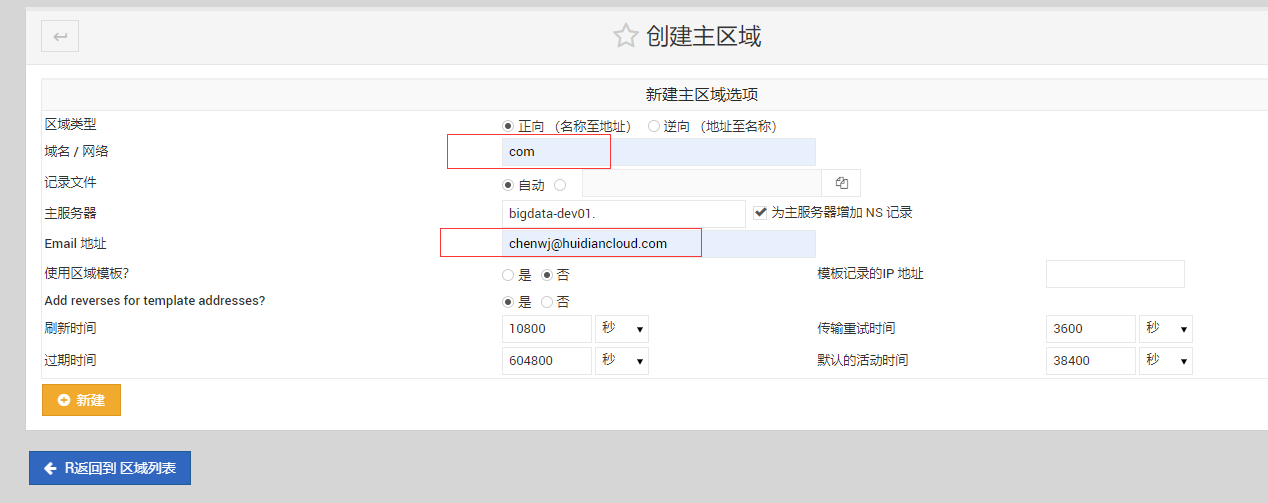 创建主区域
新建主区域选项
区域类型 正向 （名称至地址） 逆向 （地址至名称）
域名 / 网络 com
记录文件 自动
主服务器 bigdata-dev01. 为主服务器增加 NS 记录
Email 地址 chenwj@huidiancloud.com
使用区域模板? 是 否 模板记录的IP 地址
Add reverses for template addresses? 是 否
刷新时间 10800 秒 传输重试时间 3600 秒
过期时间 604800 秒 默认的活动时间 38400 秒
新建
R返回到 区域列表